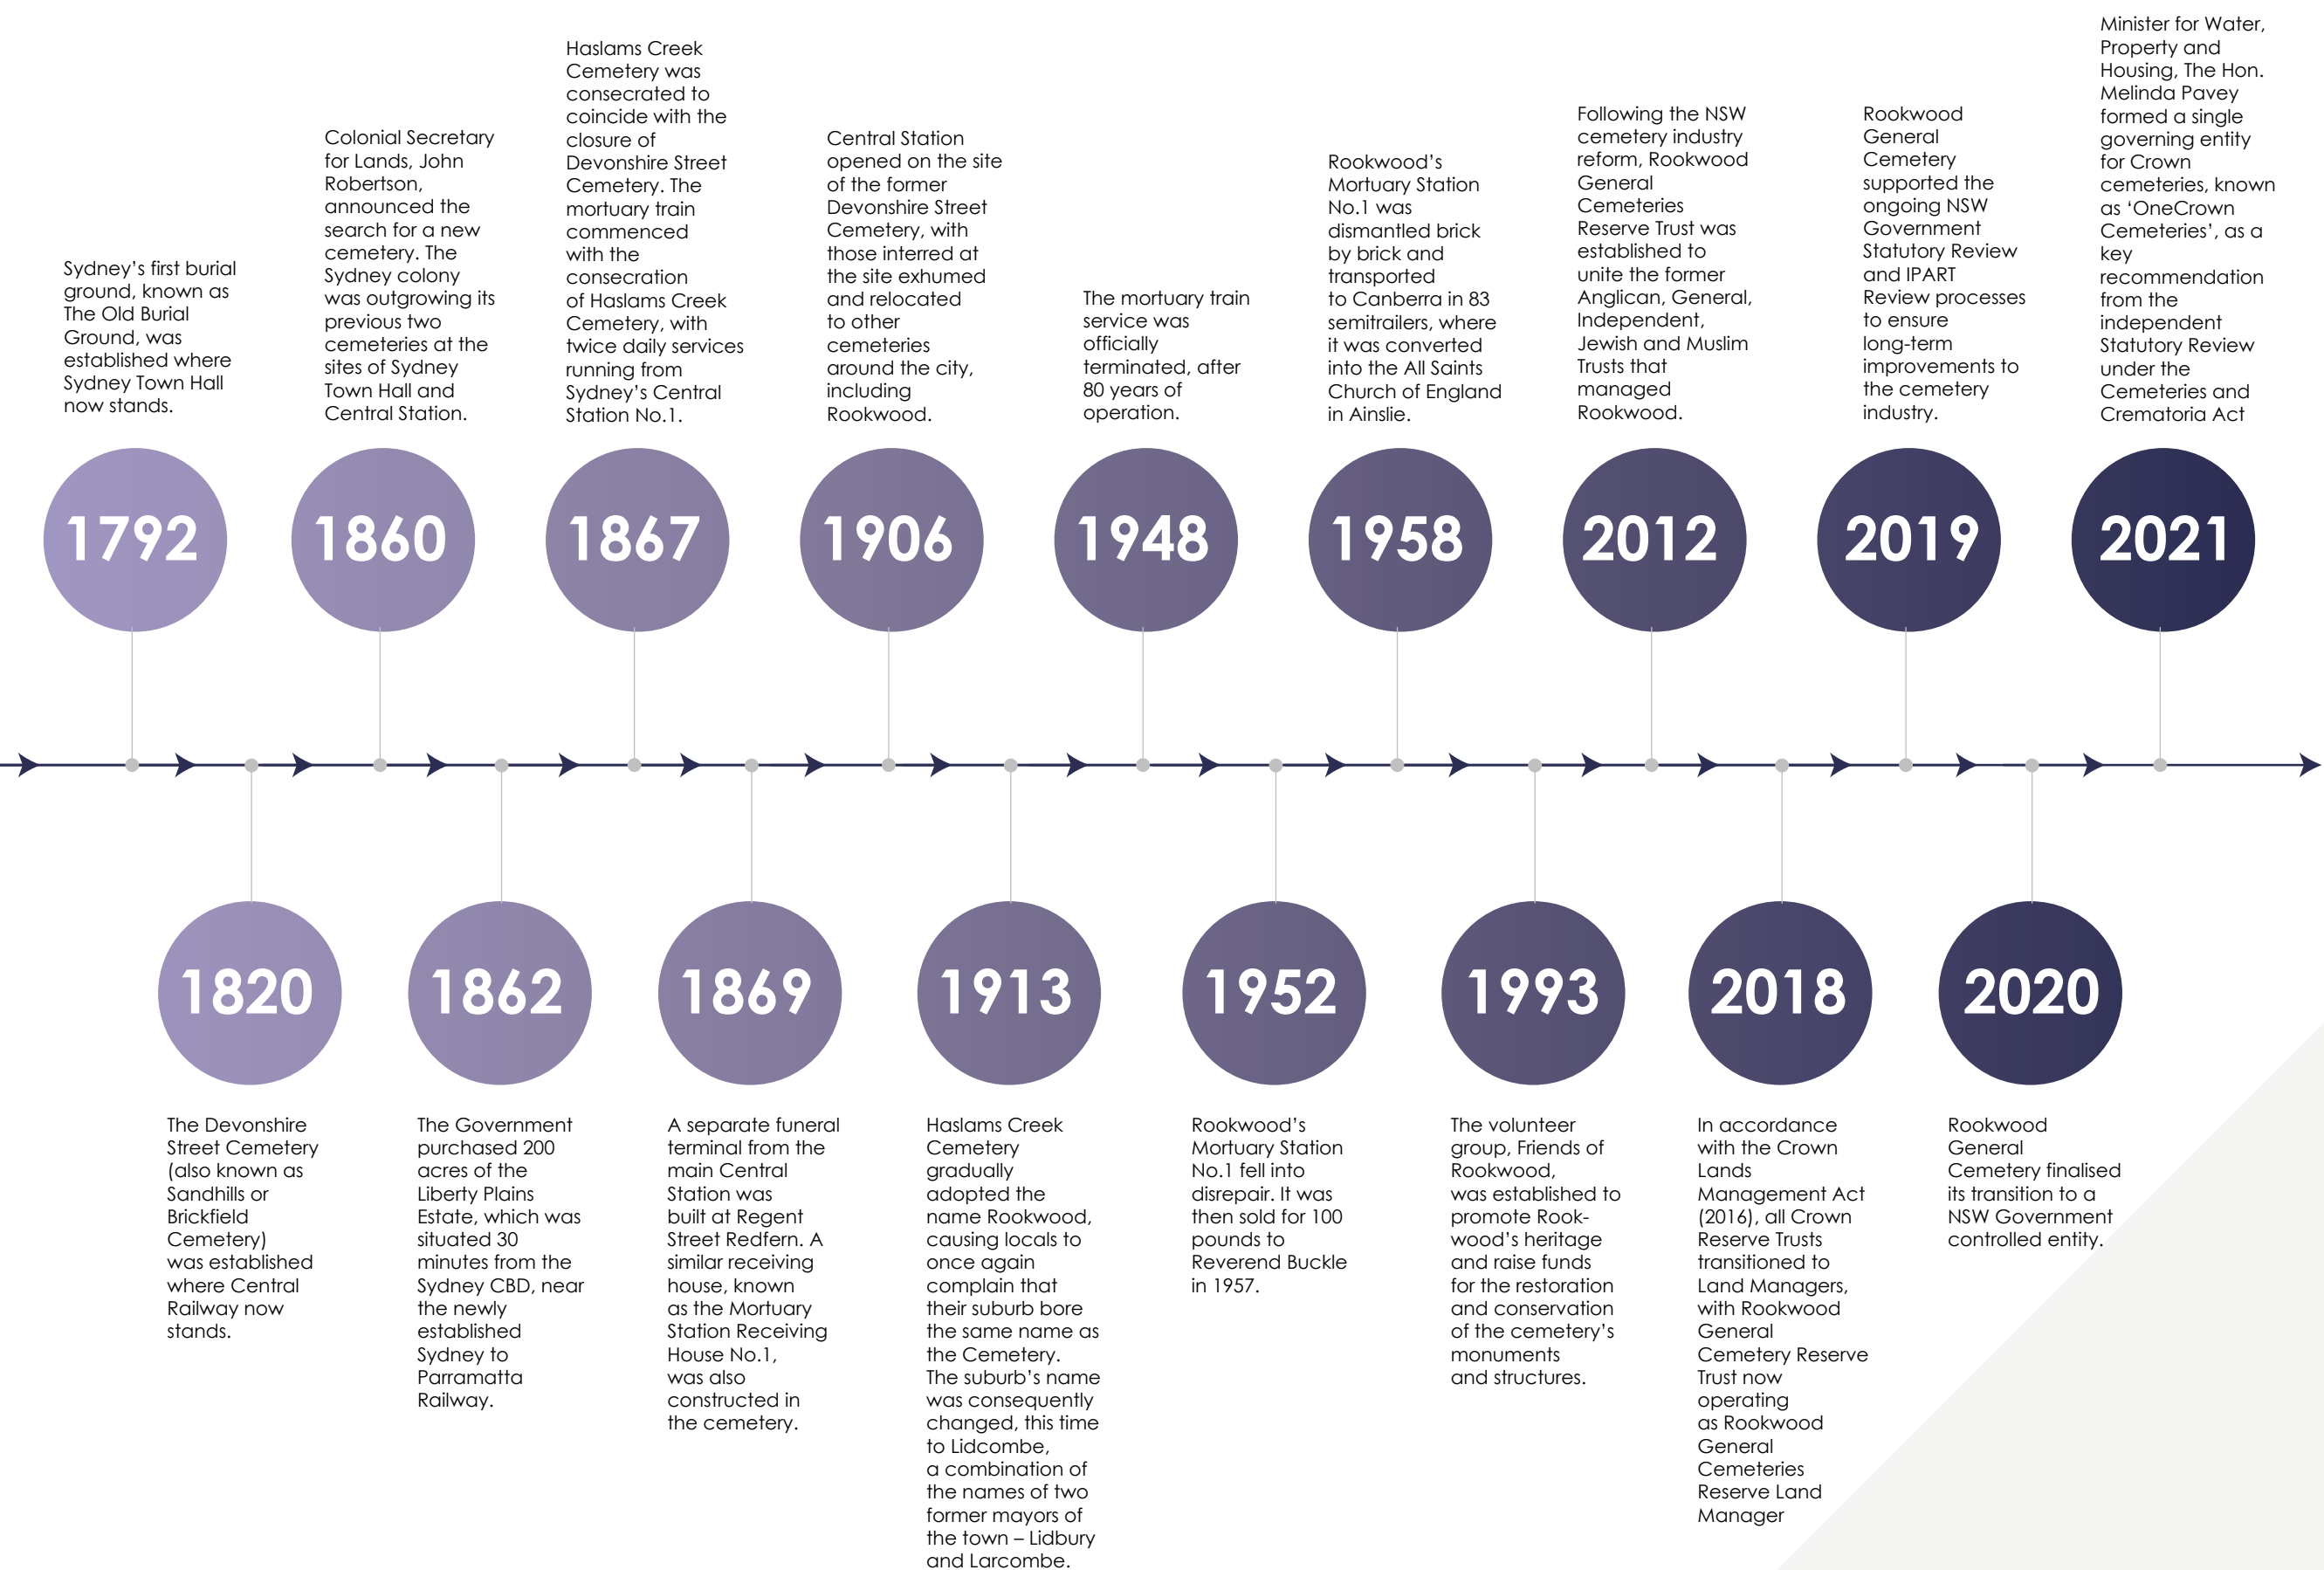 Sydney's first burial
ground, known as
The Old Burial
Ground, was
established where
Sydney Town Hall
now stands.
1792
The Devonshire
Street Cemetery
(also known as
Sandhills or
Brickfield
Cemetery)
was established
where Central
Railway now
stands.
1820
Colonial Secretary
for Lands, John
Robertson,
announced the
search for a new
cemetery. The
Sydney colony
was outgrowing its
previous two
cemeteries at the
sites of Sydney
Town Hall and
Central Station.
1860
1862
The Government
purchased 200
acres of the
Liberty Plains
Estate, which was
situated 30
minutes from the
Sydney CBD, near
the newly
established
Sydney to
Parramatta
Railway.
Haslams Creek
Cemetery was
consecrated to
coincide with the
closure of
Devonshire Street
Cemetery. The
mortuary train
commenced
with the
consecration
of Haslams Creek
Cemetery, with
twice daily services
running from
Sydney's Central
Station No.1.
1867
1869
A separate funeral
terminal from the
main Central
Station was
built at Regent
Street Redfern. A
similar receiving
house, known
as the Mortuary
Station Receiving
House No.1,
was also
constructed in
the cemetery.
Central Station
opened on the site
of the former
Devonshire Street
Cemetery, with
those interred at
the site exhumed
and relocated
to other
cemeteries
around the city,
including
Rookwood.
1906
1913
Haslams Creek
Cemetery
gradually
adopted the
name Rookwood,
causing locals to
once again
complain that
their suburb bore
the same name as
the Cemetery.
The suburb's name
was consequently
changed, this time
to Lidcombe,
a combination of
the names of two
former mayors of
the town – Lidbury
and Larcombe.
The mortuary train
service was
officially
terminated, after
80 years of
operation.
1948
1952
Rookwood's
Mortuary Station
No.1 fell into
disrepair. It was
then sold for 100
pounds to
Reverend Buckle
in 1957.
Rookwood's
Mortuary Station
No.1 was
dismantled brick
by brick and
transported
to Canberra in 83
semitrailers, where
it was converted
into the All Saints
Church of England
in Ainslie.
1958
1993
The volunteer
group, Friends of
Rookwood,
was established to
promote Rook-
wood's heritage
and raise funds
for the restoration
and conservation
of the cemetery's
monuments
and structures.
Following the NSW
cemetery industry
reform, Rookwood
General
Cemeteries
Reserve Trust was
established to
unite the former
Anglican, General,
Independent,
Jewish and Muslim
Trusts that
managed
Rookwood.
2012
2018
In accordance
with the Crown
Lands
Management Act
(2016), all Crown
Reserve Trusts
transitioned to
Land Managers,
with Rookwood
General
Cemetery Reserve
Trust now
operating
as Rookwood
General
Cemeteries
Reserve Land
Manager
Rookwood
General
Cemetery
supported the
ongoing NSW
Government
Statutory Review
and IPART
Review processes
to ensure
long-term
improvements to
the cemetery
industry.
2019
2020
Rookwood
General
Cemetery finalised
its transition to a
NSW Government
controlled entity.
Minister for Water,
Property and
Housing, The Hon.
Melinda Pavey
formed a single
governing entity
for Crown
cemeteries, known
as ‘OneCrown
Cemeteries’, as a
key
recommendation
from the
independent
Statutory Review
under the
Cemeteries and
Crematoria Act
2021